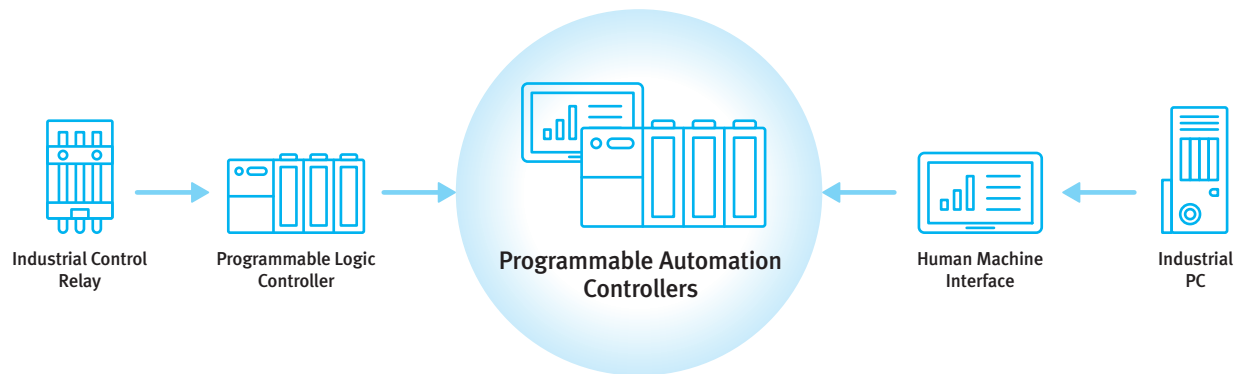 Industrial Control
Relay
Programmable Logic
Controller
Programmable Automation
Controllers
Human Machine
Interface
Industrial
PC